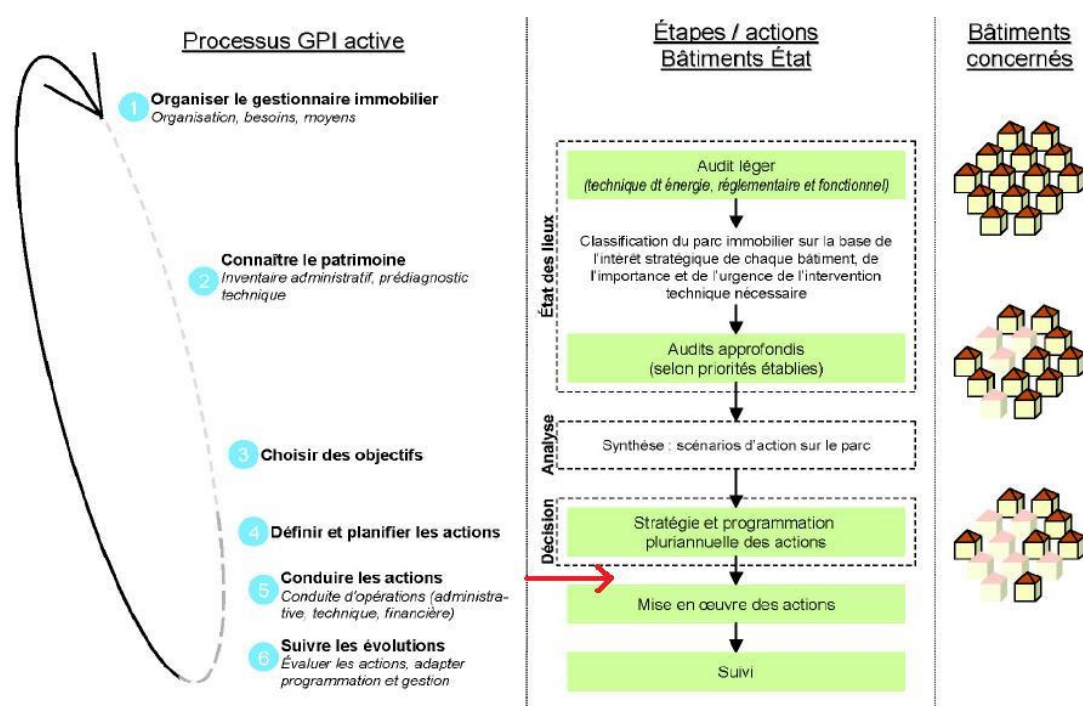 Processus GPI active
1
Organiser le gestionnaire immobilier
Organisation, besoins, moyens
2
Connaître le patrimoine
Inventaire administratif, prédiagnostic
technique
3
Choisir des objectifs
4
Définir et planifier les actions
5
Conduire les actions
Conduite d'opérations (administra-
tive, technique, financière)
6
Suivre les évolutions
Évaluer les actions, adapter
programmation et gestion
Étapes / actions
Bâtiments État
État des lieux
Audit léger
(technique dt énergie, réglementaire et fonctionnel)
Classification du parc immobilier sur la base de
l'intérêt stratégique de chaque bâtiment, de
l'importance et de l'urgence de l'intervention
technique nécessaire
Audits approfondis
(selon priorités établies)
Analyse
Synthèse : scénarios d'action sur le parc
Décision
Stratégie et programmation
pluriannuelle des actions
Mise en œuvre des actions
Suivi
Bâtiments
concernés